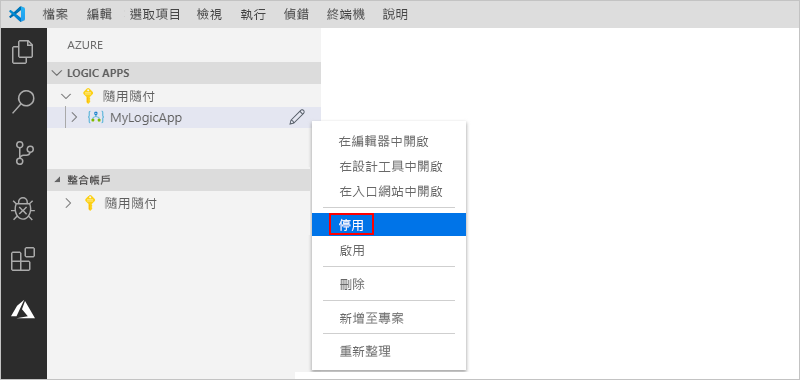 檔案 編輯 選取項目 檢視 執行 偵錯 終端機 說明
AZURE
LOGIC APPS
隨用隨付
MyLogicApp
在編輯器中開啟
在設計工具中開啟
整合帳戶
在入口網站中開啟
隨用隨付
停用
啟用
刪除
新增至專案
重新整理